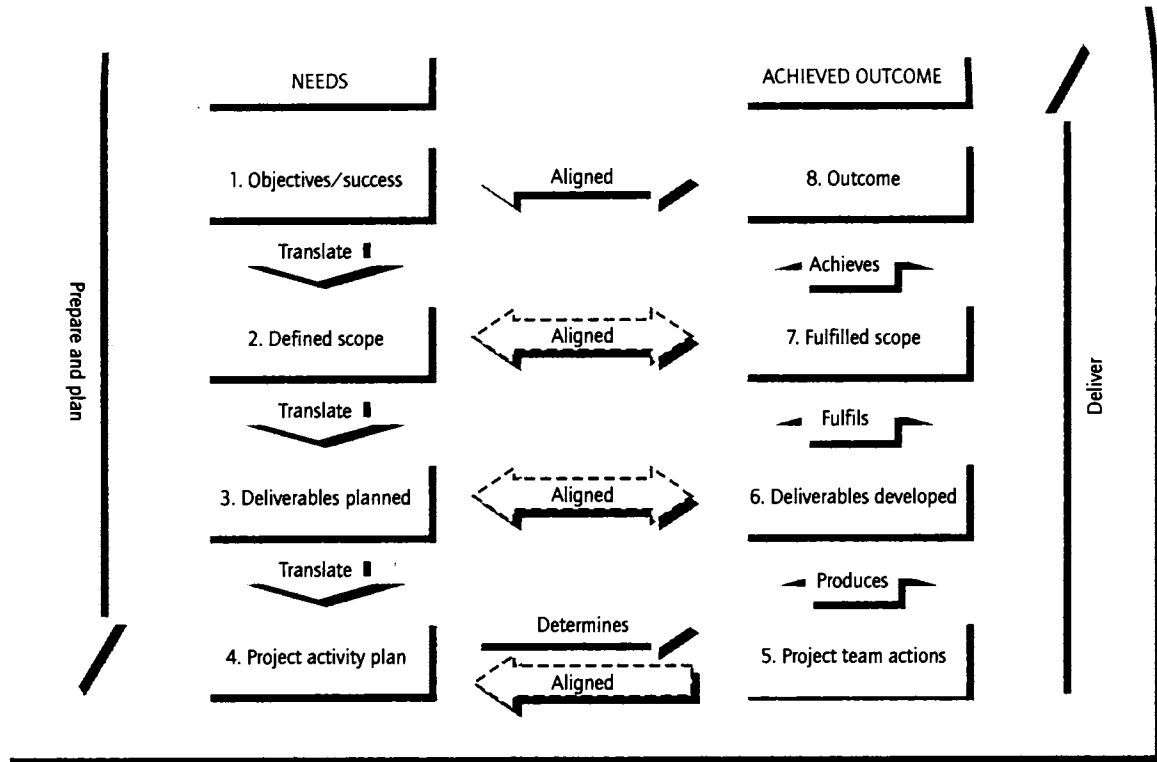 NEEDS
ACHIEVED OUTCOME
1. Objectives/success
Aligned
8. Outcome
Translate
Achieves
Prepare and plan
2. Defined scope
Aligned
7. Fulfilled scope
Deliver
Translate
Fulfils
3. Deliverables planned
Aligned
6. Deliverables developed
Translate
Produces
Determines
4. Project activity plan
Aligned
5. Project team actions